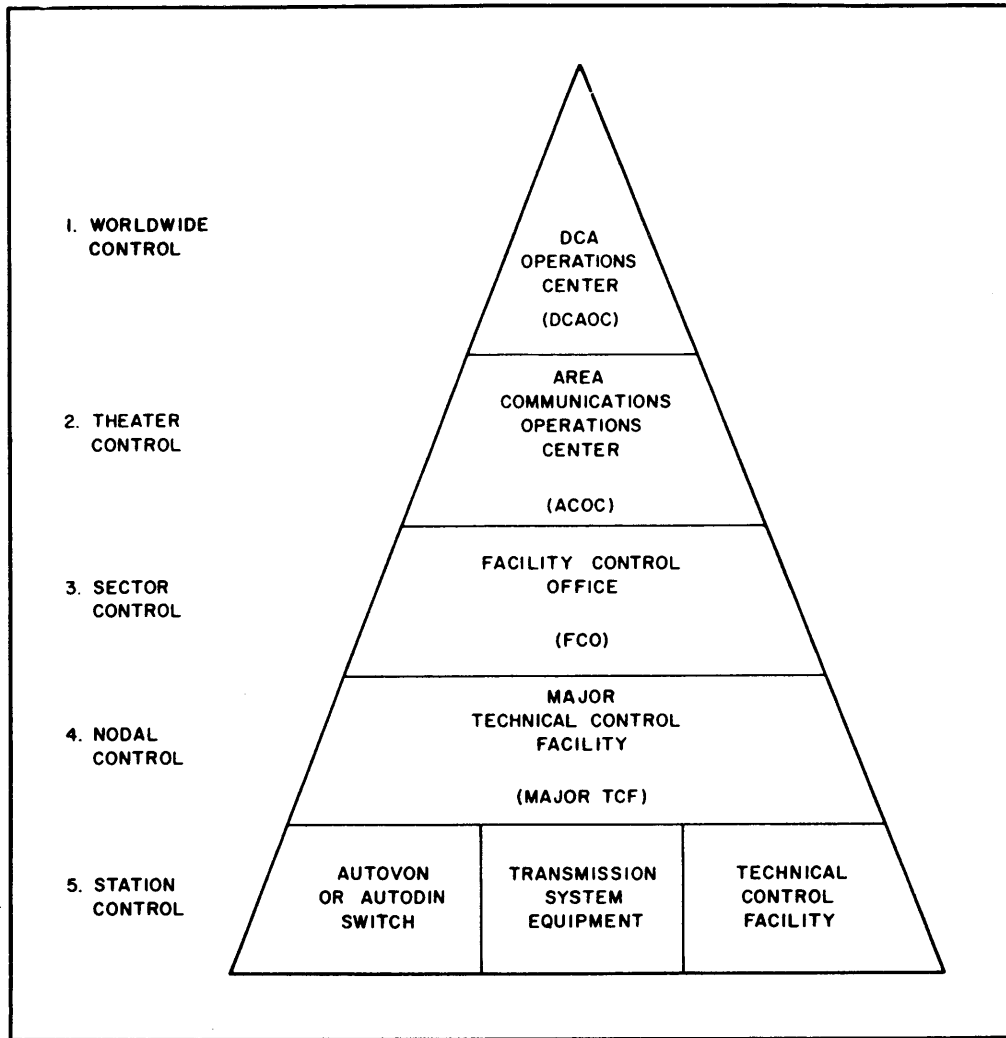 1. WORLDWIDE
CONTROL
DCA
OPERATIONS
CENTER
(DCAOC)
2. THEATER
CONTROL
AREA
COMMUNICATIONS
OPERATIONS
CENTER
(ACOC)
3. SECTOR
CONTROL
FACILITY CONTROL
OFFICE
(FCO)
4. NODAL
CONTROL
MAJOR
TECHNICAL CONTROL
FACILITY
(MAJOR TCF)
5. STATION
CONTROL
AUTOVON
OR AUTODIN
SWITCH
TRANSMISSION
SYSTEM
EQUIPMENT
TECHNICAL
CONTROL
FACILITY